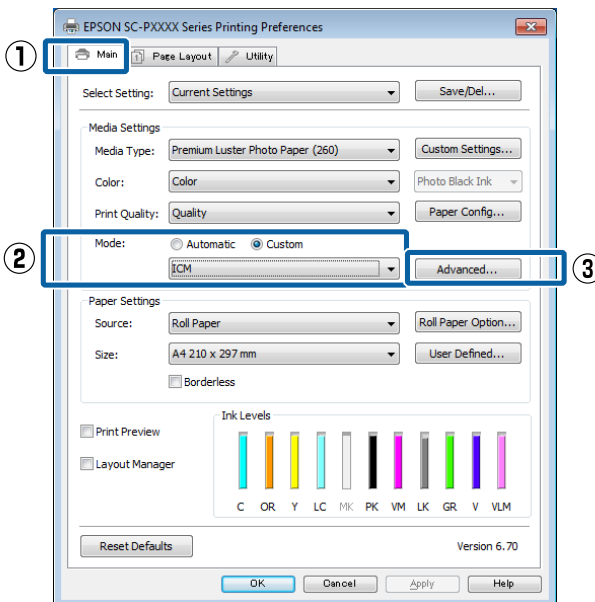 EPSON SC-PXXXX Series Printing Preferences
① Main Page Layout Utility
Select Setting: Current Settings Save/Del...
Media Settings
Media Type: Premium Luster Photo Paper (260) Custom Settings...
Color: Color Photo Black Ink
Print Quality: Quality Paper Config...
Mode: Automatic Custom
② ICM Advanced... ③
Paper Settings
Source: Roll Paper Roll Paper Option...
Size: A4 210 x 297 mm User Defined...
Borderless
Ink Levels
Print Preview
Layout Manager
C OR Y LC MK PK VM LK GR V VLM
Reset Defaults Version 6.70
OK Cancel Apply Help